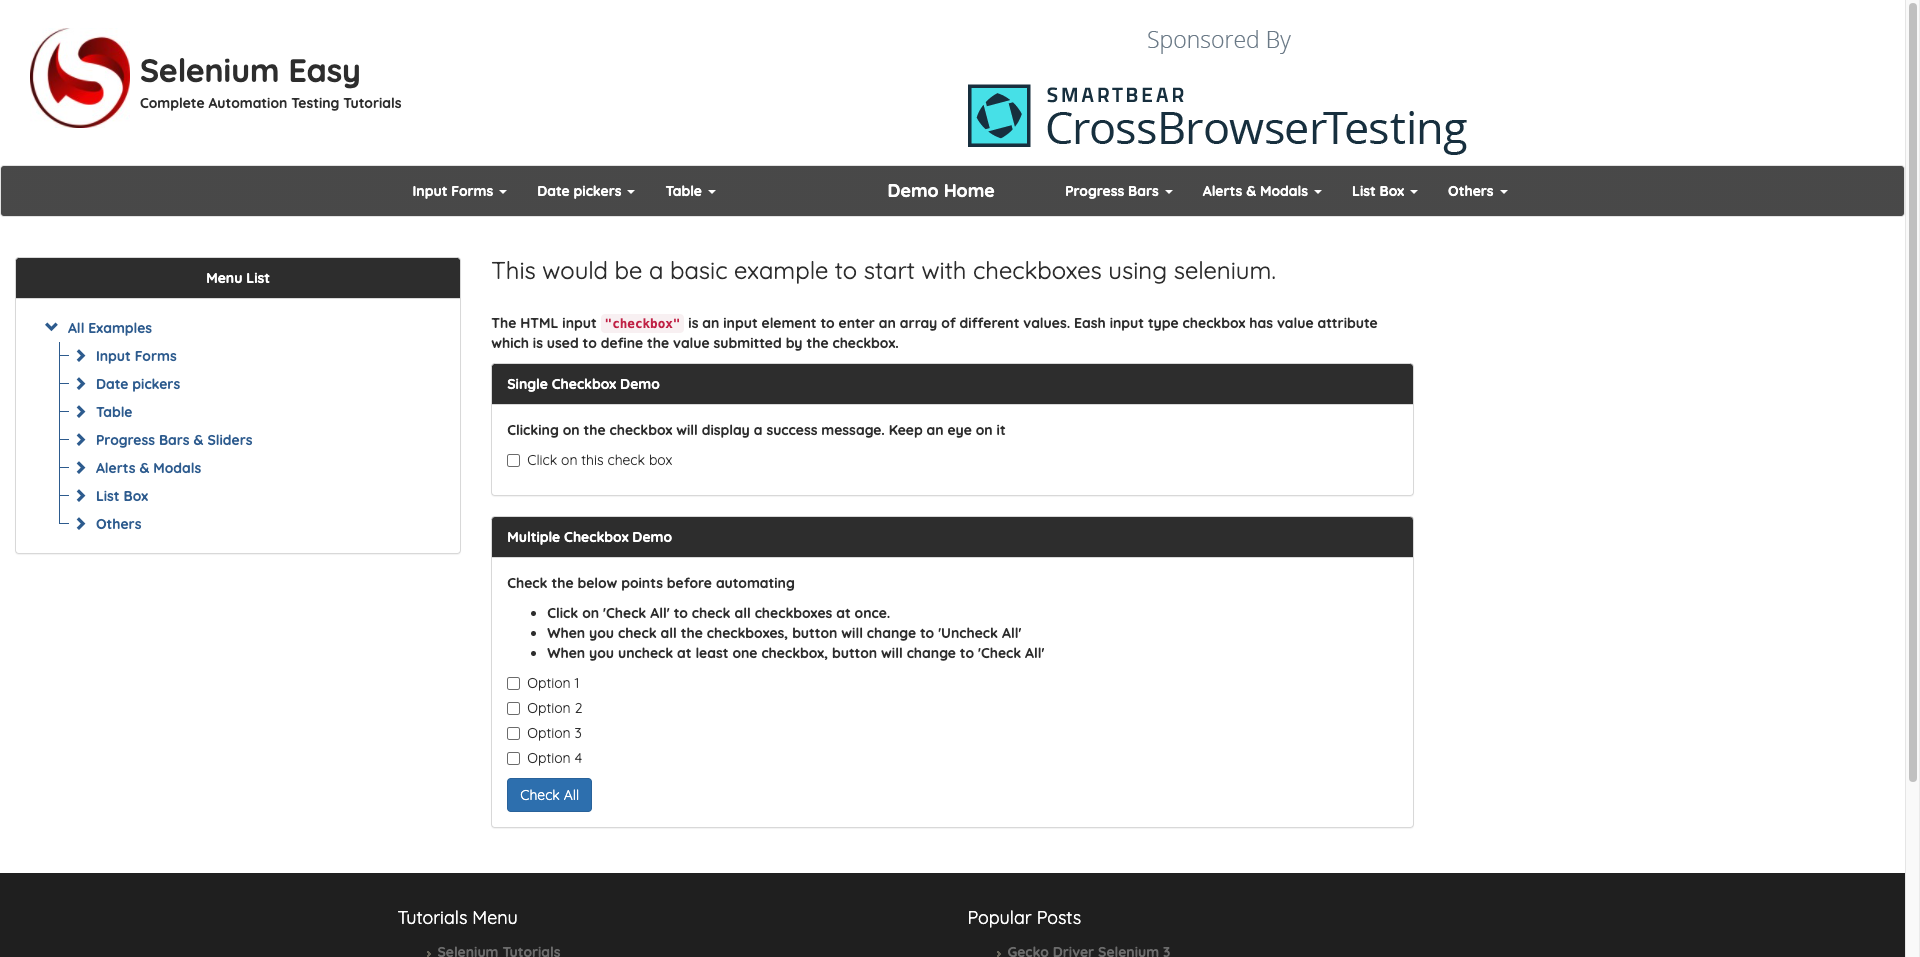 Selenium Easy
Complete Automation Testing Tutorials
Sponsored By
SMARTBEAR
CrossBrowserTesting
Input Forms Date pickers Table Demo Home Progress Bars Alerts & Modals List Box Others
Menu List
All Examples
Input Forms
Date pickers
Table
Progress Bars & Sliders
Alerts & Modals
List Box
Others
This would be a basic example to start with checkboxes using selenium.
The HTML input "checkbox" is an input element to enter an array of different values. Eash input type checkbox has value attribute
which is used to define the value submitted by the checkbox.
Single Checkbox Demo
Clicking on the checkbox will display a success message. Keep an eye on it
Click on this check box
Multiple Checkbox Demo
Check the below points before automating
• Click on 'Check All' to check all checkboxes at once.
• When you check all the checkboxes, button will change to 'Uncheck All'
• When you uncheck at least one checkbox, button will change to 'Check All'
Option 1
Option 2
Option 3
Option 4
Check All
Tutorials Menu
Selenium Tutorials
Popular Posts
Gecko Driver Selenium 3